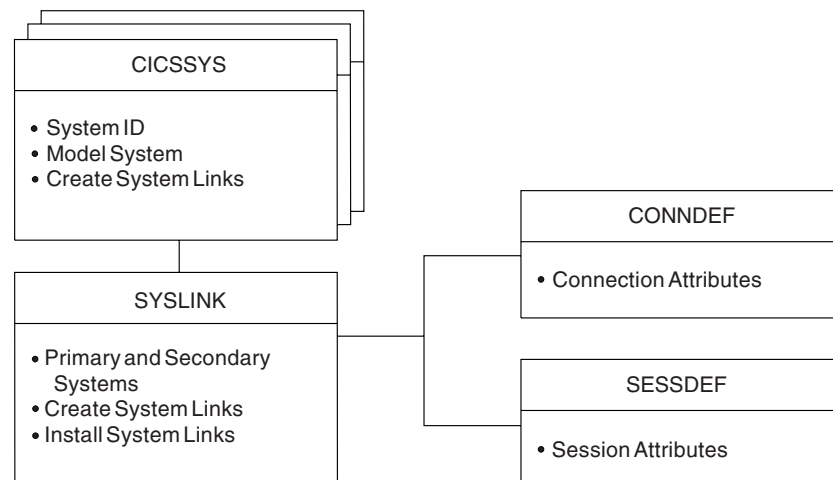 CICSSYS
• System ID
• Model System
• Create System Links
SYSLINK
• Primary and Secondary
Systems
• Create System Links
• Install System Links
CONNDEF
• Connection Attributes
SESSDEF
• Session Attributes